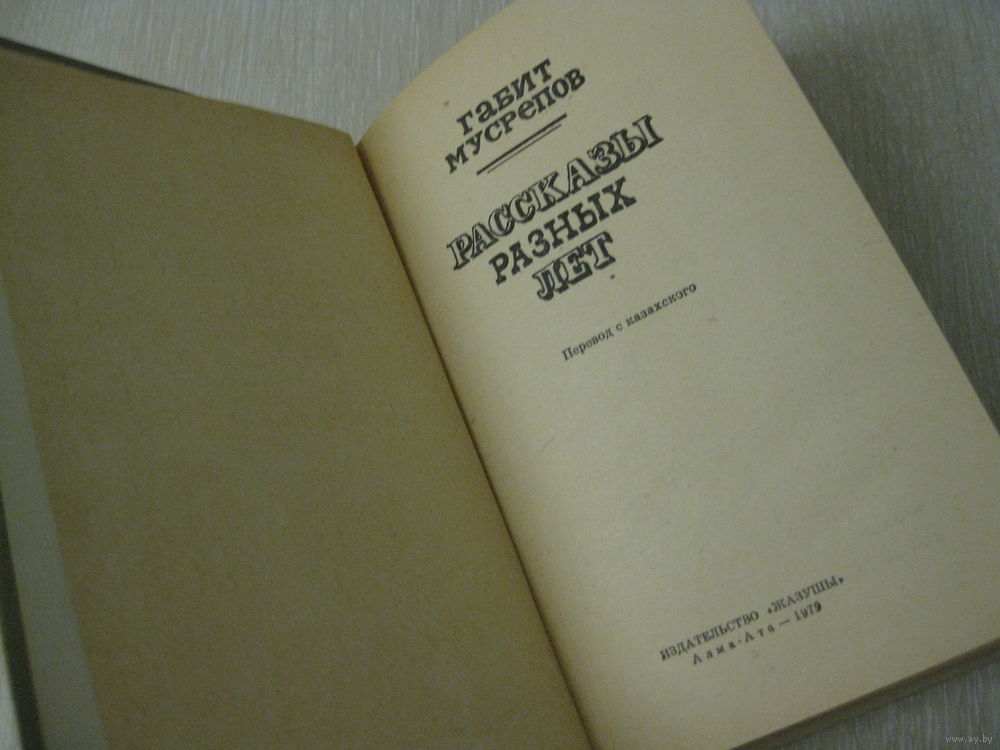 ГАБИТ
МУСРЕПОВ
РАССКАЗЫ
РАЗНЫХ
ЛЕТ
Перевод с казахского
ИЗДАТЕЛЬСТВО «ЖАЗУШЫ»
Алма-Ата — 1979
www.ay.by